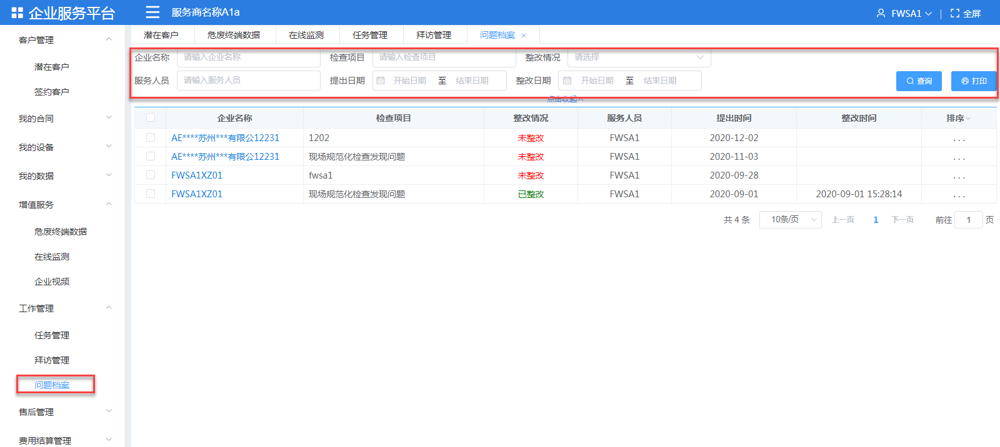 企业服务平台 服务商名称A1a FWSA1 全屏
潜在客户 危废终端数据 在线监测 任务管理 拜访管理 问题档案 ×
客户管理
潜在客户
签约客户
我的合同
我的设备
我的数据
增值服务
危废终端数据
在线监测
企业视频
工作管理
任务管理
拜访管理
问题档案
售后管理
费用结算管理
企业名称 请输入企业名称 检查项目 请输入检查项目 整改情况 请选择
服务人员 请输入服务人员 提出日期 开始日期 至 结束日期 整改日期 开始日期 至 结束日期 查询 打印
点击收起
企业名称 检查项目 整改情况 服务人员 提出时间 整改时间 排序
AE****苏州***有限公12231 1202 未整改 FWSA1 2020-12-02 ...
AE****苏州***有限公12231 现场规范化检查发现问题 未整改 FWSA1 2020-11-03 ...
FWSA1XZ01 fwsa1 未整改 FWSA1 2020-09-28 ...
FWSA1XZ01 现场规范化检查发现问题 已整改 FWSA1 2020-09-01 2020-09-01 15:28:14 ...
共 4 条 10条/页 上一页 1 下一页 前往 1 页